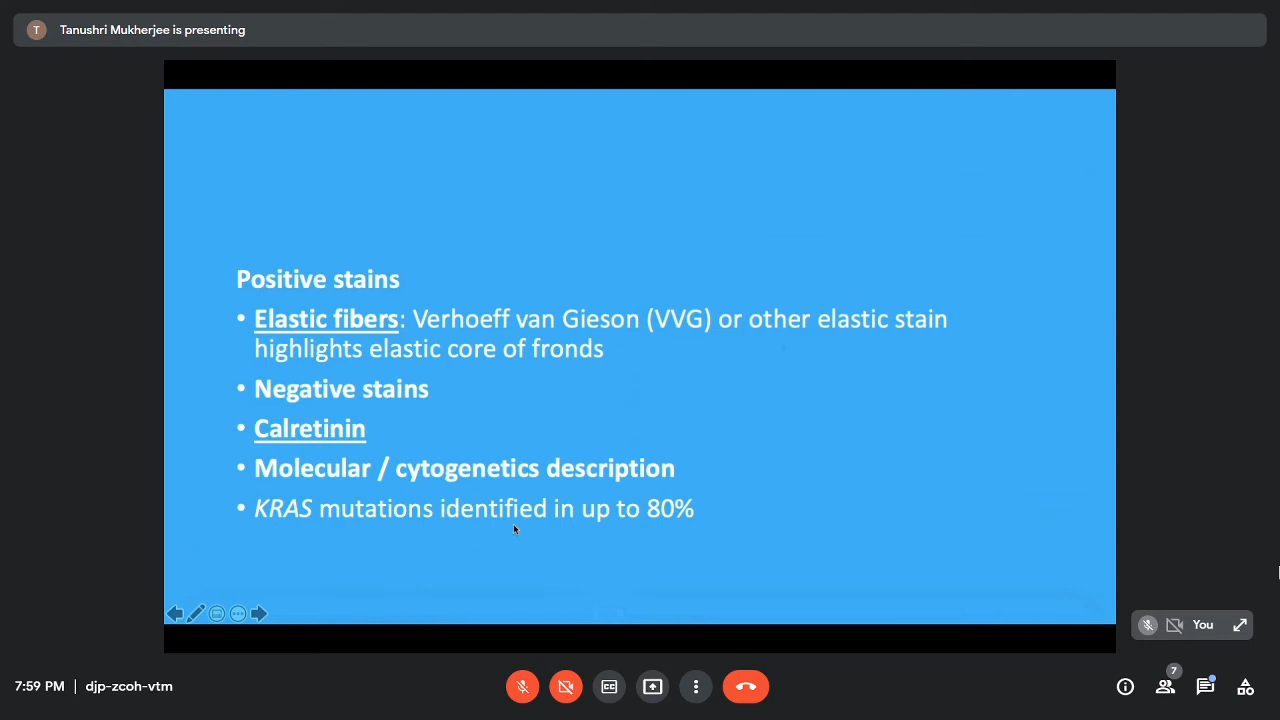 T
Tanushri Mukherjee is presenting
Positive stains
• Elastic fibers: Verhoeff van Gieson (VVG) or other elastic stain
highlights elastic core of fronds
• Negative stains
• Calretinin
• Molecular / cytogenetics description
• KRAS mutations identified in up to 80%
You
7:59 PM | djp-zcoh-vtm
7